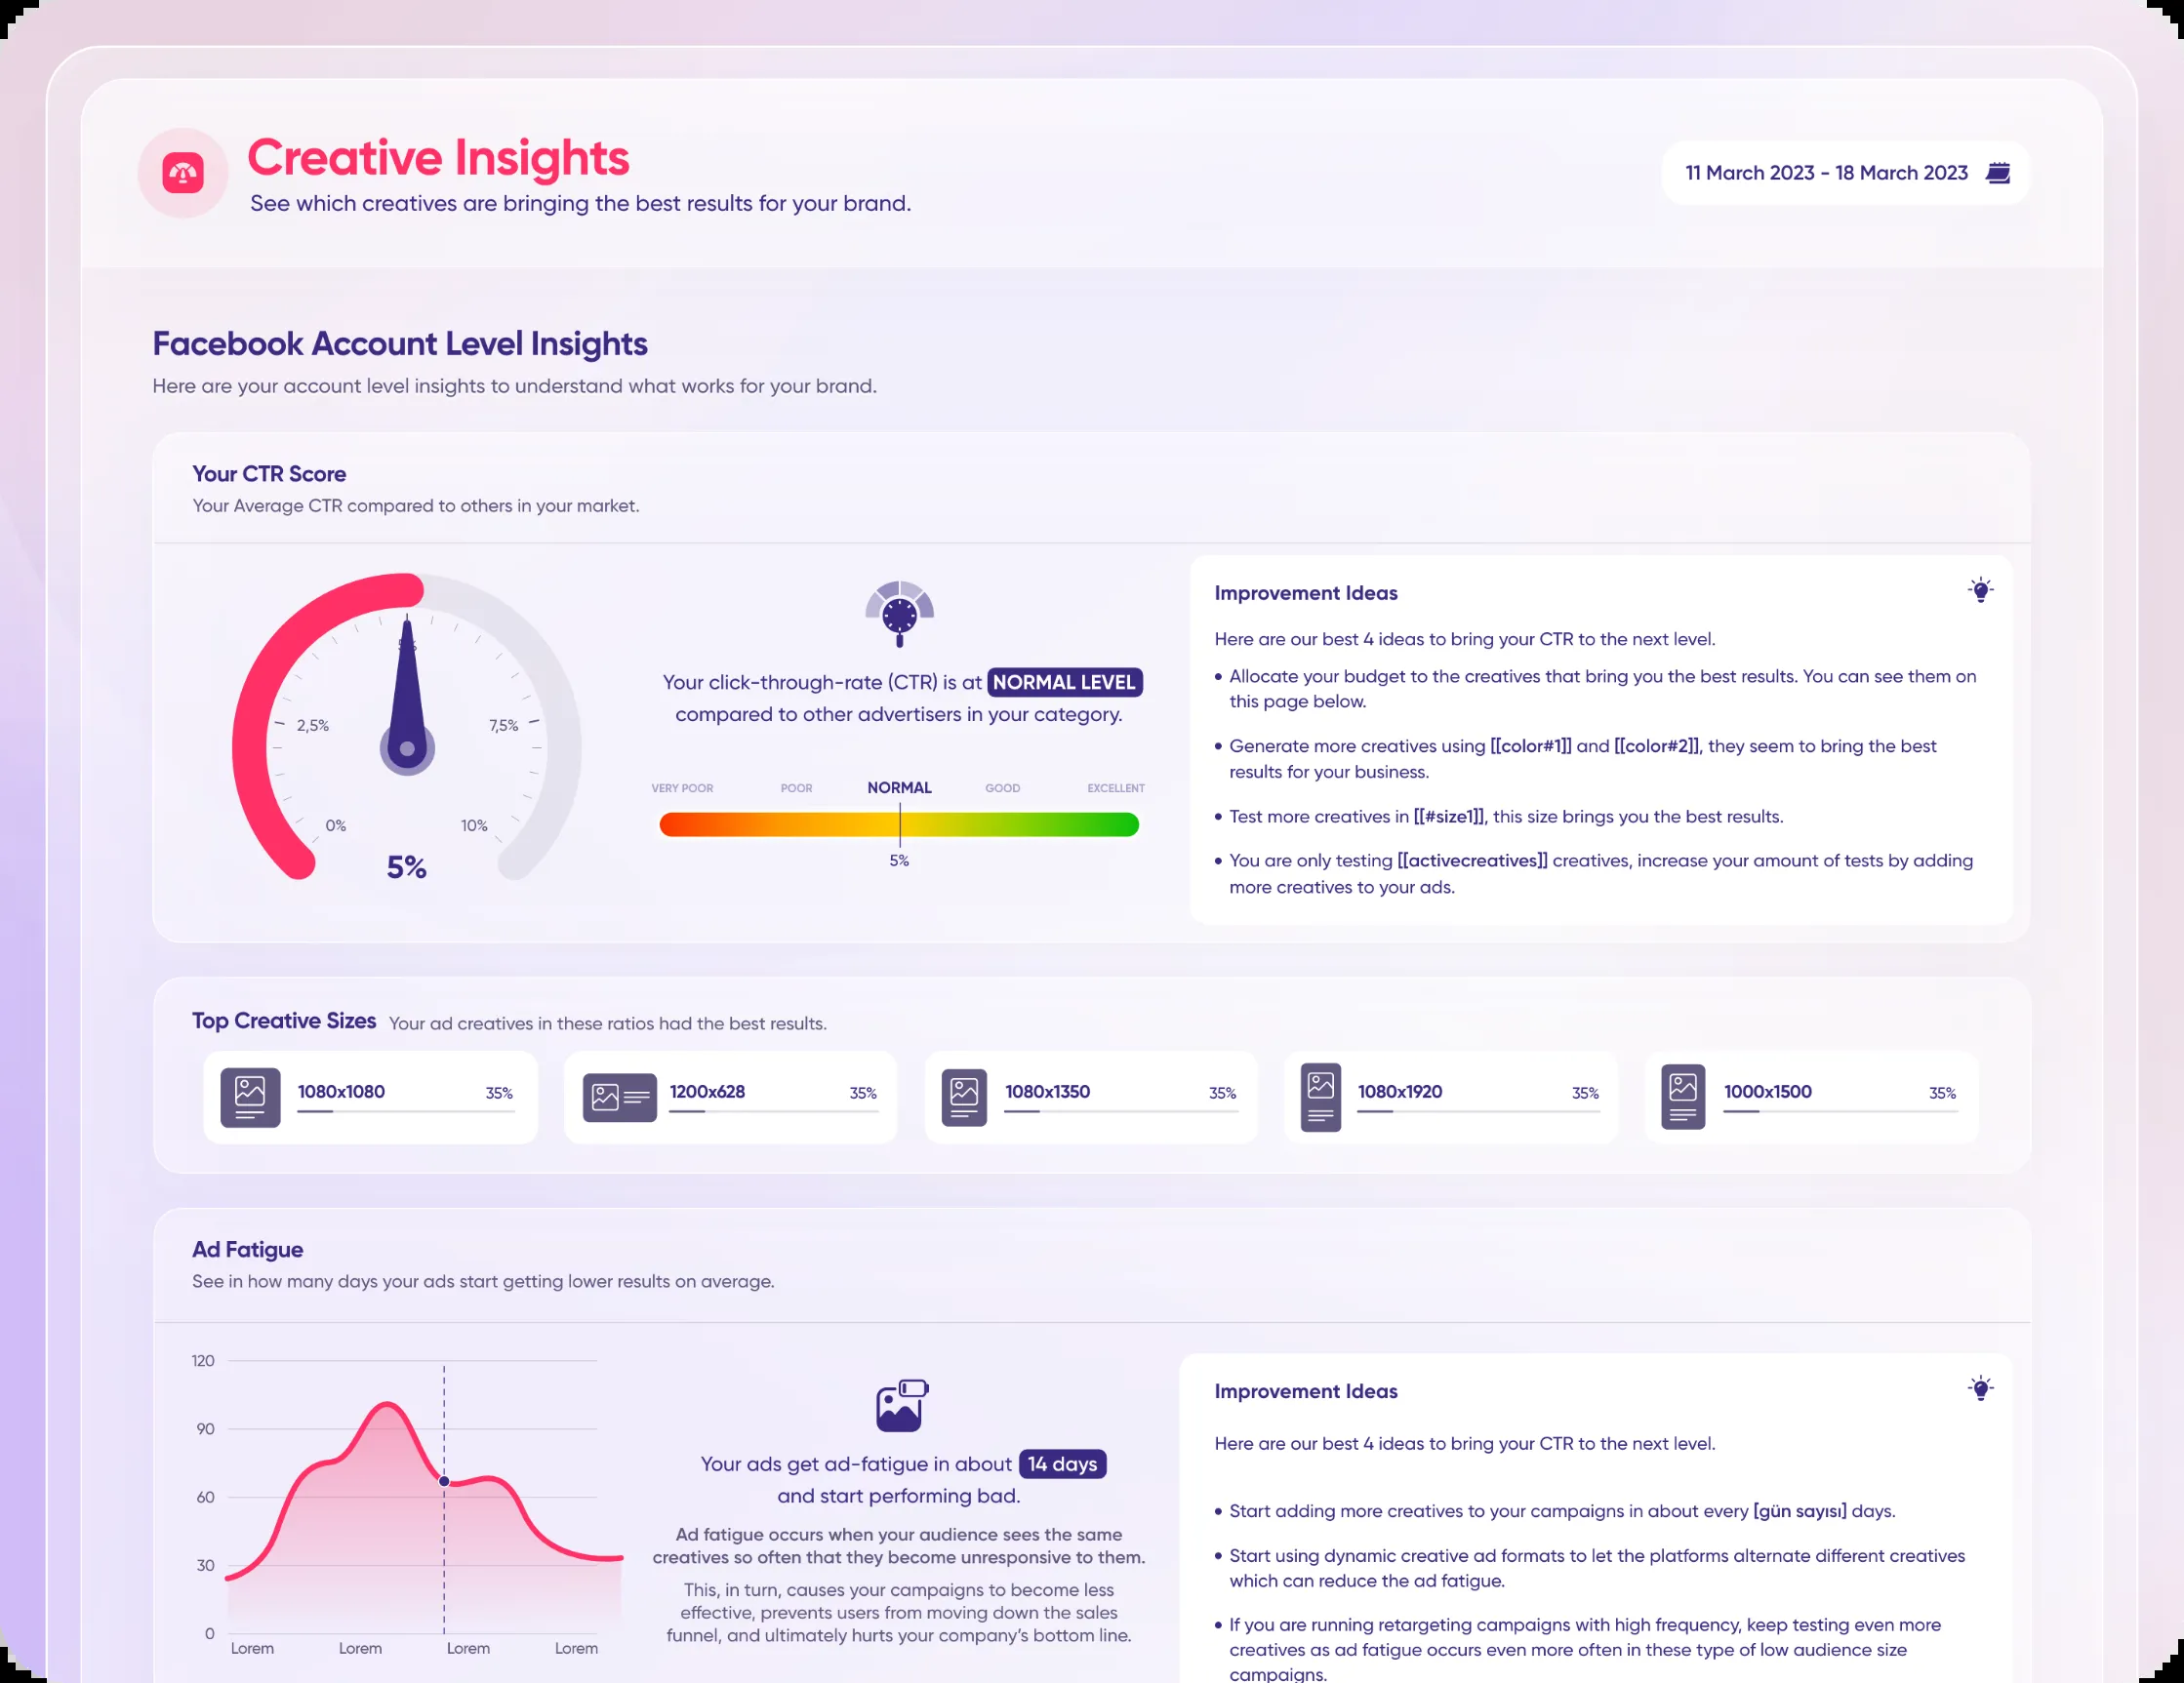 Creative Insights
See which creatives are bringing the best results for your brand.
11 March 2023 - 18 March 2023
Facebook Account Level Insights
Here are your account level insights to understand what works for your brand.
Your CTR Score
Your Average CTR compared to others in your market.
0%
2,5%
5%
7,5%
10%
5%
Your click-through-rate (CTR) is at NORMAL LEVEL
compared to other advertisers in your category.
VERY POOR
POOR
NORMAL
GOOD
EXCELLENT
5%
Improvement Ideas
Here are our best 4 ideas to bring your CTR to the next level.
• Allocate your budget to the creatives that bring you the best results. You can see them on
this page below.
• Generate more creatives using [[color#1]] and [[color#2]], they seem to bring the best
results for your business.
• Test more creatives in [[#size1]], this size brings you the best results.
• You are only testing [[activecreatives]] creatives, increase your amount of tests by adding
more creatives to your ads.
Top Creative Sizes Your ad creatives in these ratios had the best results.
1080x1080 35%
1200x628 35%
1080x1350 35%
1080x1920 35%
1000x1500 35%
Ad Fatigue
See in how many days your ads start getting lower results on average.
120
90
60
30
0
Lorem Lorem Lorem Lorem
Your ads get ad-fatigue in about 14 days
and start performing bad.
Ad fatigue occurs when your audience sees the same
creatives so often that they become unresponsive to them.
This, in turn, causes your campaigns to become less
effective, prevents users from moving down the sales
funnel, and ultimately hurts your company's bottom line.
Improvement Ideas
Here are our best 4 ideas to bring your CTR to the next level.
• Start adding more creatives to your campaigns in about every [gün sayısı] days.
• Start using dynamic creative ad formats to let the platforms alternate different creatives
which can reduce the ad fatigue.
• If you are running retargeting campaigns with high frequency, keep testing even more
creatives as ad fatigue occurs even more often in these type of low audience size
campaigns.